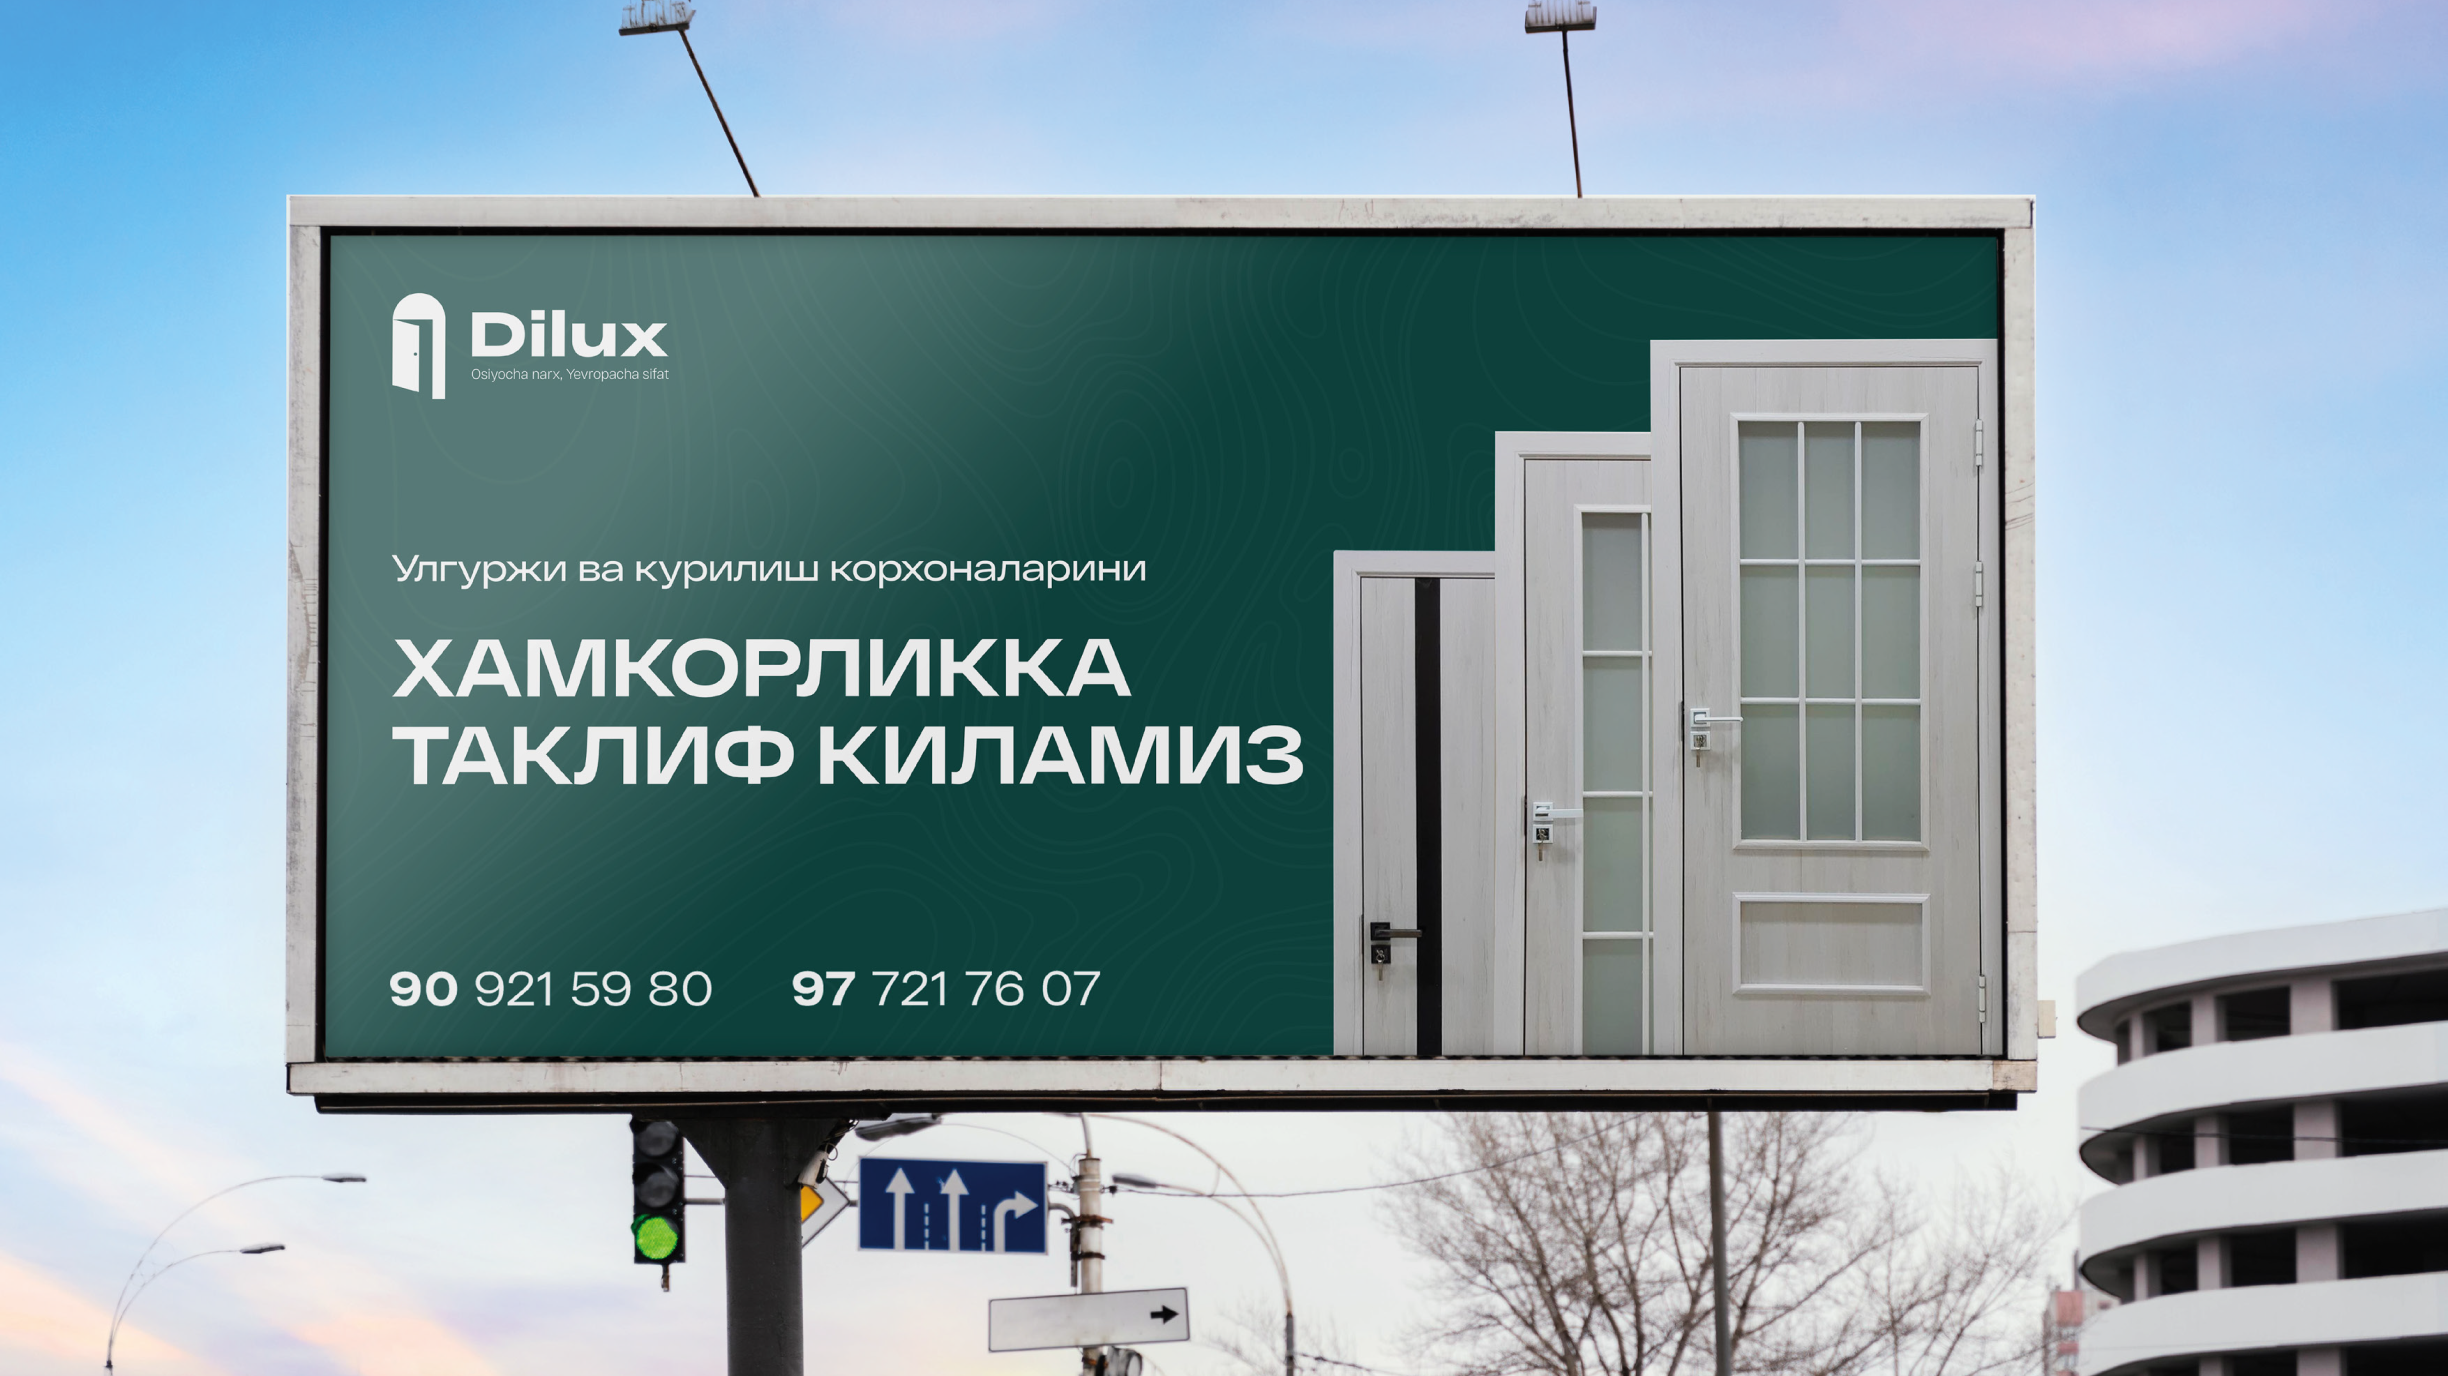 Dilux
Osiyocha narx, Yevropacha sifat
Улгуржи ва курилиш корхоналарини
ХАМКОРЛИККА
ТАКЛИФ КИЛАМИЗ
90 921 59 80 97 721 76 07